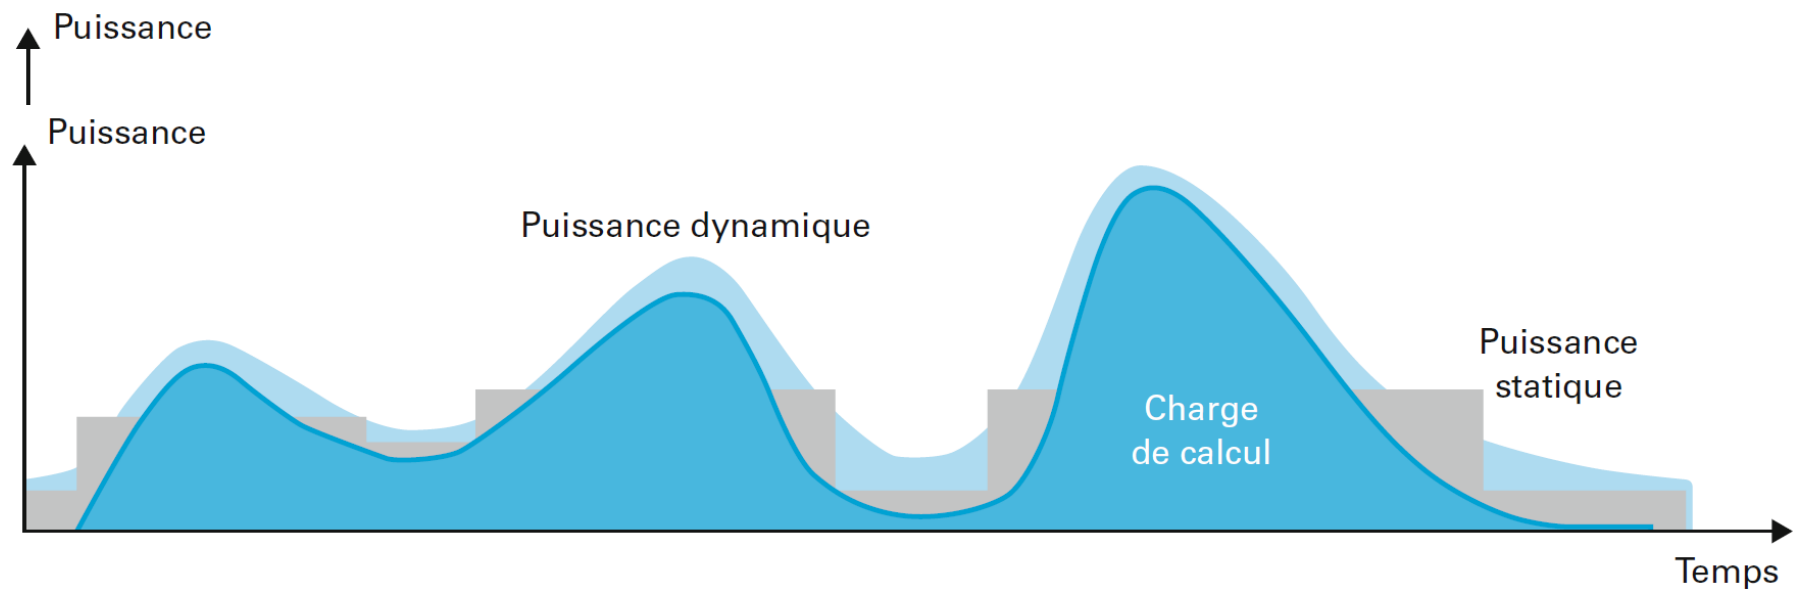 Puissance
Puissance
Puissance dynamique
Puissance
statique
Charge
de calcul
Temps